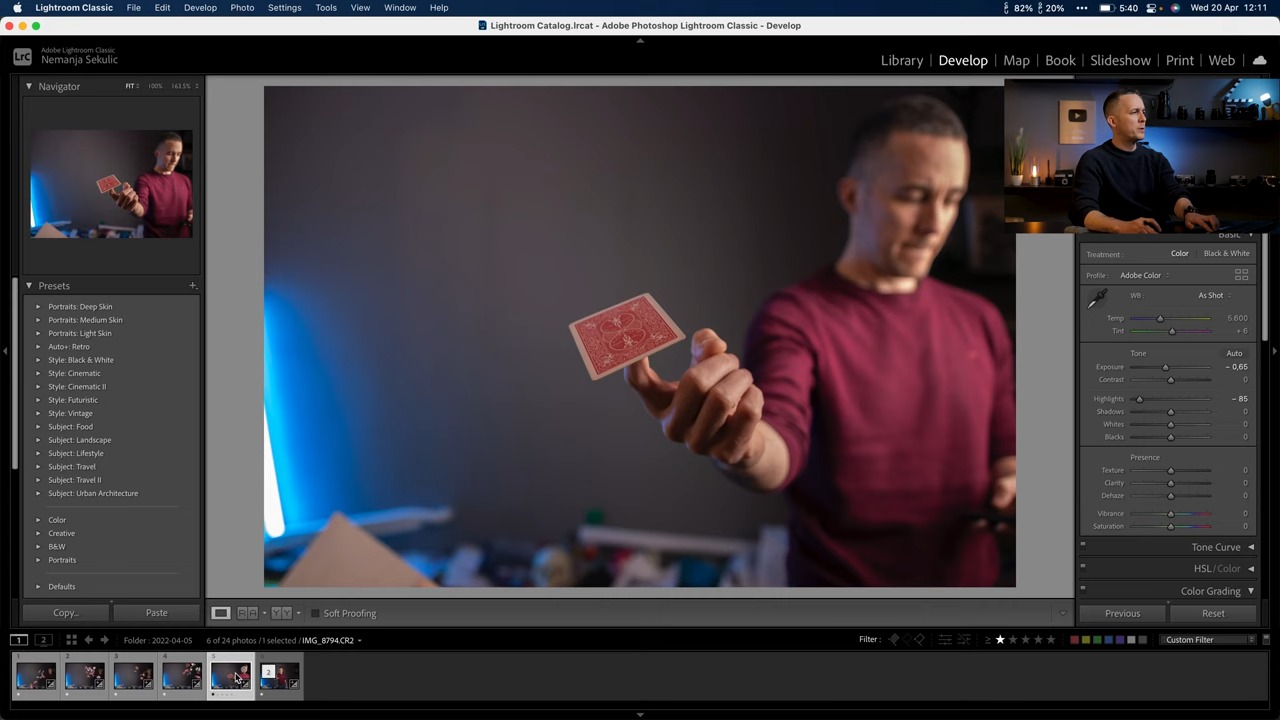 Lightroom Classic File Edit Develop Photo Settings Tools View Window Help 82% 20% 5:40 Wed 20 Apr 12:11
Lightroom Catalog.lrcat - Adobe Photoshop Lightroom Classic - Develop
LrC Adobe Lightroom Classic
Nemanja Sekulic
Library | Develop | Map | Book | Slideshow | Print | Web
Navigator FIT 100% 163,5%
Presets +
Portraits: Deep Skin
Portraits: Medium Skin
Portraits: Light Skin
Auto+: Retro
Style: Black & White
Style: Cinematic
Style: Cinematic II
Style: Futuristic
Style: Vintage
Subject: Food
Subject: Landscape
Subject: Lifestyle
Subject: Travel
Subject: Travel II
Subject: Urban Architecture
Color
Creative
B&W
Portraits
Defaults
Copy... Paste
Soft Proofing
Basic
Treatment : Color Black & White
Profile : Adobe Color
WB : As Shot
Temp 5.600
Tint + 6
Tone Auto
Exposure - 0,65
Contrast 0
Highlights - 85
Shadows 0
Whites 0
Blacks 0
Presence
Texture 0
Clarity 0
Dehaze 0
Vibrance 0
Saturation 0
Tone Curve
HSL / Color
Color Grading
Previous Reset
1 2 Folder : 2022-04-05 6 of 24 photos / 1 selected / IMG_8794.CR2 Filter : ≥ Custom Filter
1 2 3 4 5 2